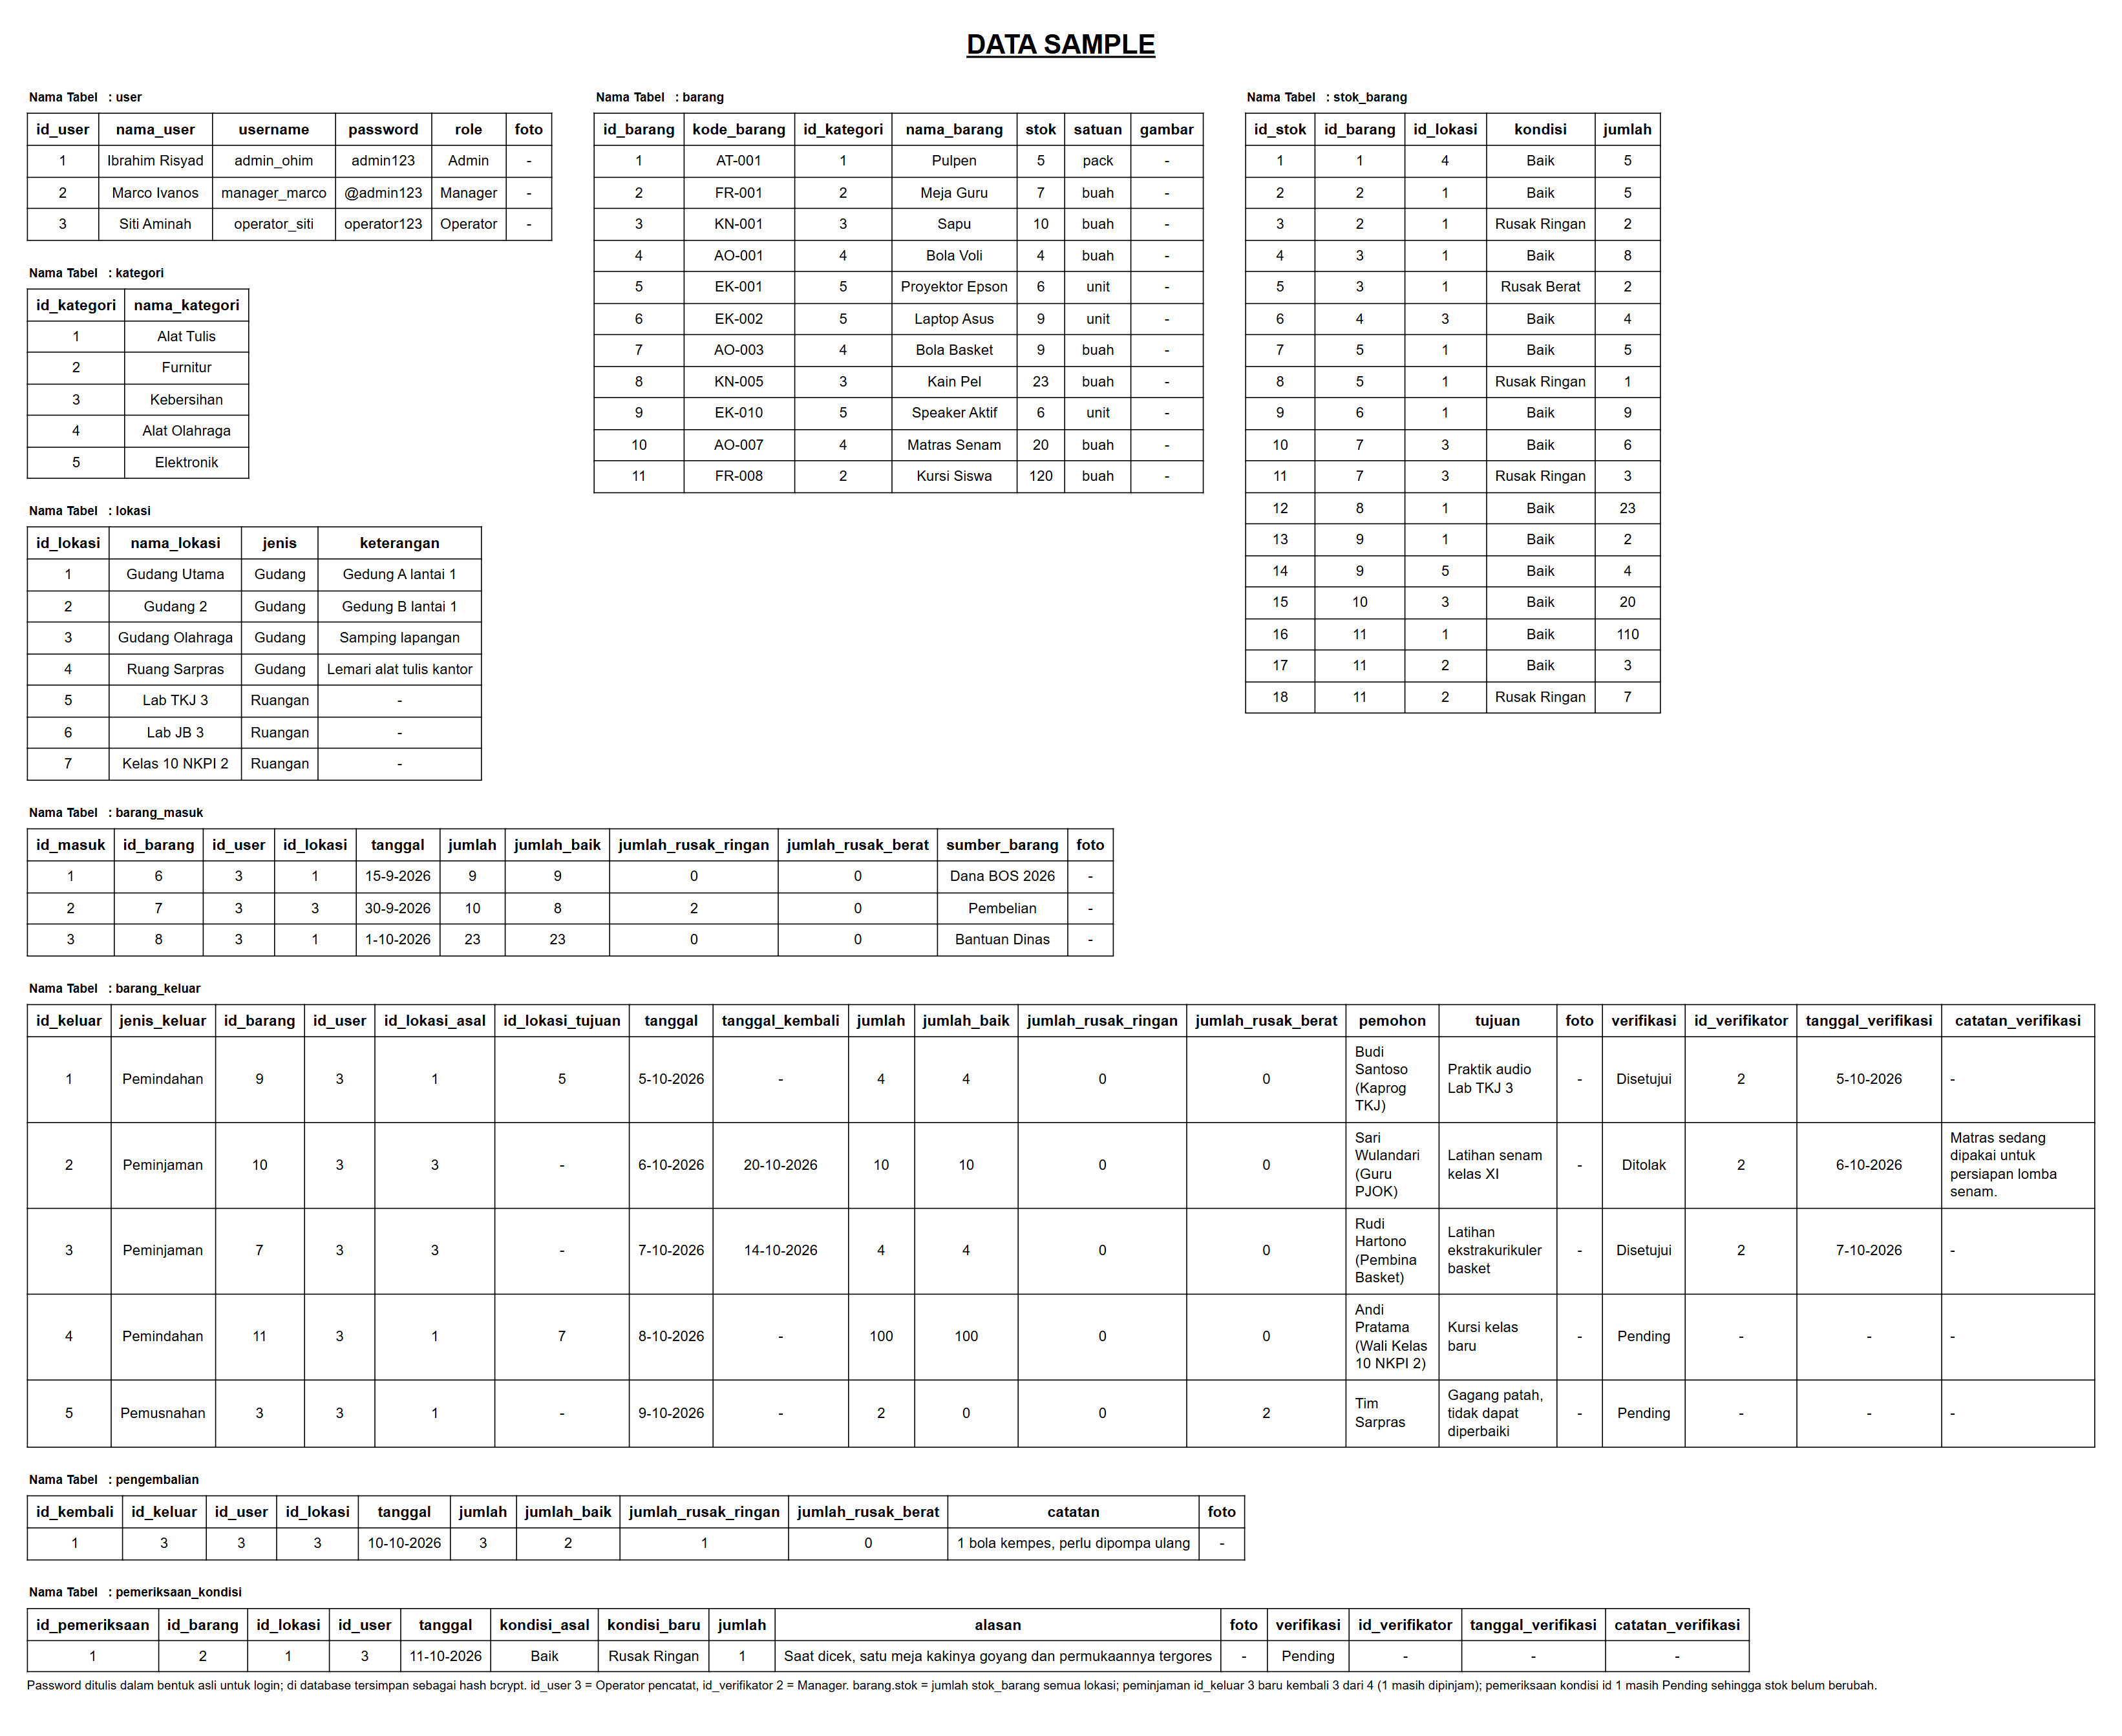 DATA SAMPLE
Nama Tabel : user
id_user nama_user username password role foto
1 Ibrahim Risyad admin_ohim admin123 Admin -
2 Marco Ivanos manager_marco @admin123 Manager -
3 Siti Aminah operator_siti operator123 Operator -
Nama Tabel : kategori
id_kategori nama_kategori
1 Alat Tulis
2 Furnitur
3 Kebersihan
4 Alat Olahraga
5 Elektronik
Nama Tabel : lokasi
id_lokasi nama_lokasi jenis keterangan
1 Gudang Utama Gudang Gedung A lantai 1
2 Gudang 2 Gudang Gedung B lantai 1
3 Gudang Olahraga Gudang Samping lapangan
4 Ruang Sarpras Gudang Lemari alat tulis kantor
5 Lab TKJ 3 Ruangan -
6 Lab JB 3 Ruangan -
7 Kelas 10 NKPI 2 Ruangan -
Nama Tabel : barang
id_barang kode_barang id_kategori nama_barang stok satuan gambar
1 AT-001 1 Pulpen 5 pack -
2 FR-001 2 Meja Guru 7 buah -
3 KN-001 3 Sapu 10 buah -
4 AO-001 4 Bola Voli 4 buah -
5 EK-001 5 Proyektor Epson 6 unit -
6 EK-002 5 Laptop Asus 9 unit -
7 AO-003 4 Bola Basket 9 buah -
8 KN-005 3 Kain Pel 23 buah -
9 EK-010 5 Speaker Aktif 6 unit -
10 AO-007 4 Matras Senam 20 buah -
11 FR-008 2 Kursi Siswa 120 buah -
Nama Tabel : stok_barang
id_stok id_barang id_lokasi kondisi jumlah
1 1 4 Baik 5
2 2 1 Baik 5
3 2 1 Rusak Ringan 2
4 3 1 Baik 8
5 3 1 Rusak Berat 2
6 4 3 Baik 4
7 5 1 Baik 5
8 5 1 Rusak Ringan 1
9 6 1 Baik 9
10 7 3 Baik 6
11 7 3 Rusak Ringan 3
12 8 1 Baik 23
13 9 1 Baik 2
14 9 5 Baik 4
15 10 3 Baik 20
16 11 1 Baik 110
17 11 2 Baik 3
18 11 2 Rusak Ringan 7
Nama Tabel : barang_masuk
id_masuk id_barang id_user id_lokasi tanggal jumlah jumlah_baik jumlah_rusak_ringan jumlah_rusak_berat sumber_barang foto
1 6 3 1 15-9-2026 9 9 0 0 Dana BOS 2026 -
2 7 3 3 30-9-2026 10 8 2 0 Pembelian -
3 8 3 1 1-10-2026 23 23 0 0 Bantuan Dinas -
Nama Tabel : barang_keluar
id_keluar jenis_keluar id_barang id_user id_lokasi_asal id_lokasi_tujuan tanggal tanggal_kembali jumlah jumlah_baik jumlah_rusak_ringan jumlah_rusak_berat pemohon tujuan foto verifikasi id_verifikator tanggal_verifikasi catatan_verifikasi
1 Pemindahan 9 3 1 5 5-10-2026 - 4 4 0 0 Budi Santoso (Kaprog TKJ) Praktik audio Lab TKJ 3 - Disetujui 2 5-10-2026 -
2 Peminjaman 10 3 3 - 6-10-2026 20-10-2026 10 10 0 0 Sari Wulandari (Guru PJOK) Latihan senam kelas XI - Ditolak 2 6-10-2026 Matras sedang dipakai untuk persiapan lomba senam.
3 Peminjaman 7 3 3 - 7-10-2026 14-10-2026 4 4 0 0 Rudi Hartono (Pembina Basket) Latihan ekstrakurikuler basket - Disetujui 2 7-10-2026 -
4 Pemindahan 11 3 1 7 8-10-2026 - 100 100 0 0 Andi Pratama (Wali Kelas 10 NKPI 2) Kursi kelas baru - Pending - - -
5 Pemusnahan 3 3 1 - 9-10-2026 - 2 0 0 2 Tim Sarpras Gagang patah, tidak dapat diperbaiki - Pending - - -
Nama Tabel : pengembalian
id_kembali id_keluar id_user id_lokasi tanggal jumlah jumlah_baik jumlah_rusak_ringan jumlah_rusak_berat catatan foto
1 3 3 3 10-10-2026 3 2 1 0 1 bola kempes, perlu dipompa ulang -
Nama Tabel : pemeriksaan_kondisi
id_pemeriksaan id_barang id_lokasi id_user tanggal kondisi_asal kondisi_baru jumlah alasan foto verifikasi id_verifikator tanggal_verifikasi catatan_verifikasi
1 2 1 3 11-10-2026 Baik Rusak Ringan 1 Saat dicek, satu meja kakinya goyang dan permukaannya tergores - Pending - - -
Password ditulis dalam bentuk asli untuk login; di database tersimpan sebagai hash bcrypt. id_user 3 = Operator pencatat, id_verifikator 2 = Manager. barang.stok = jumlah stok_barang semua lokasi; peminjaman id_keluar 3 baru kembali 3 dari 4 (1 masih dipinjam); pemeriksaan kondisi id 1 masih Pending sehingga stok belum berubah.